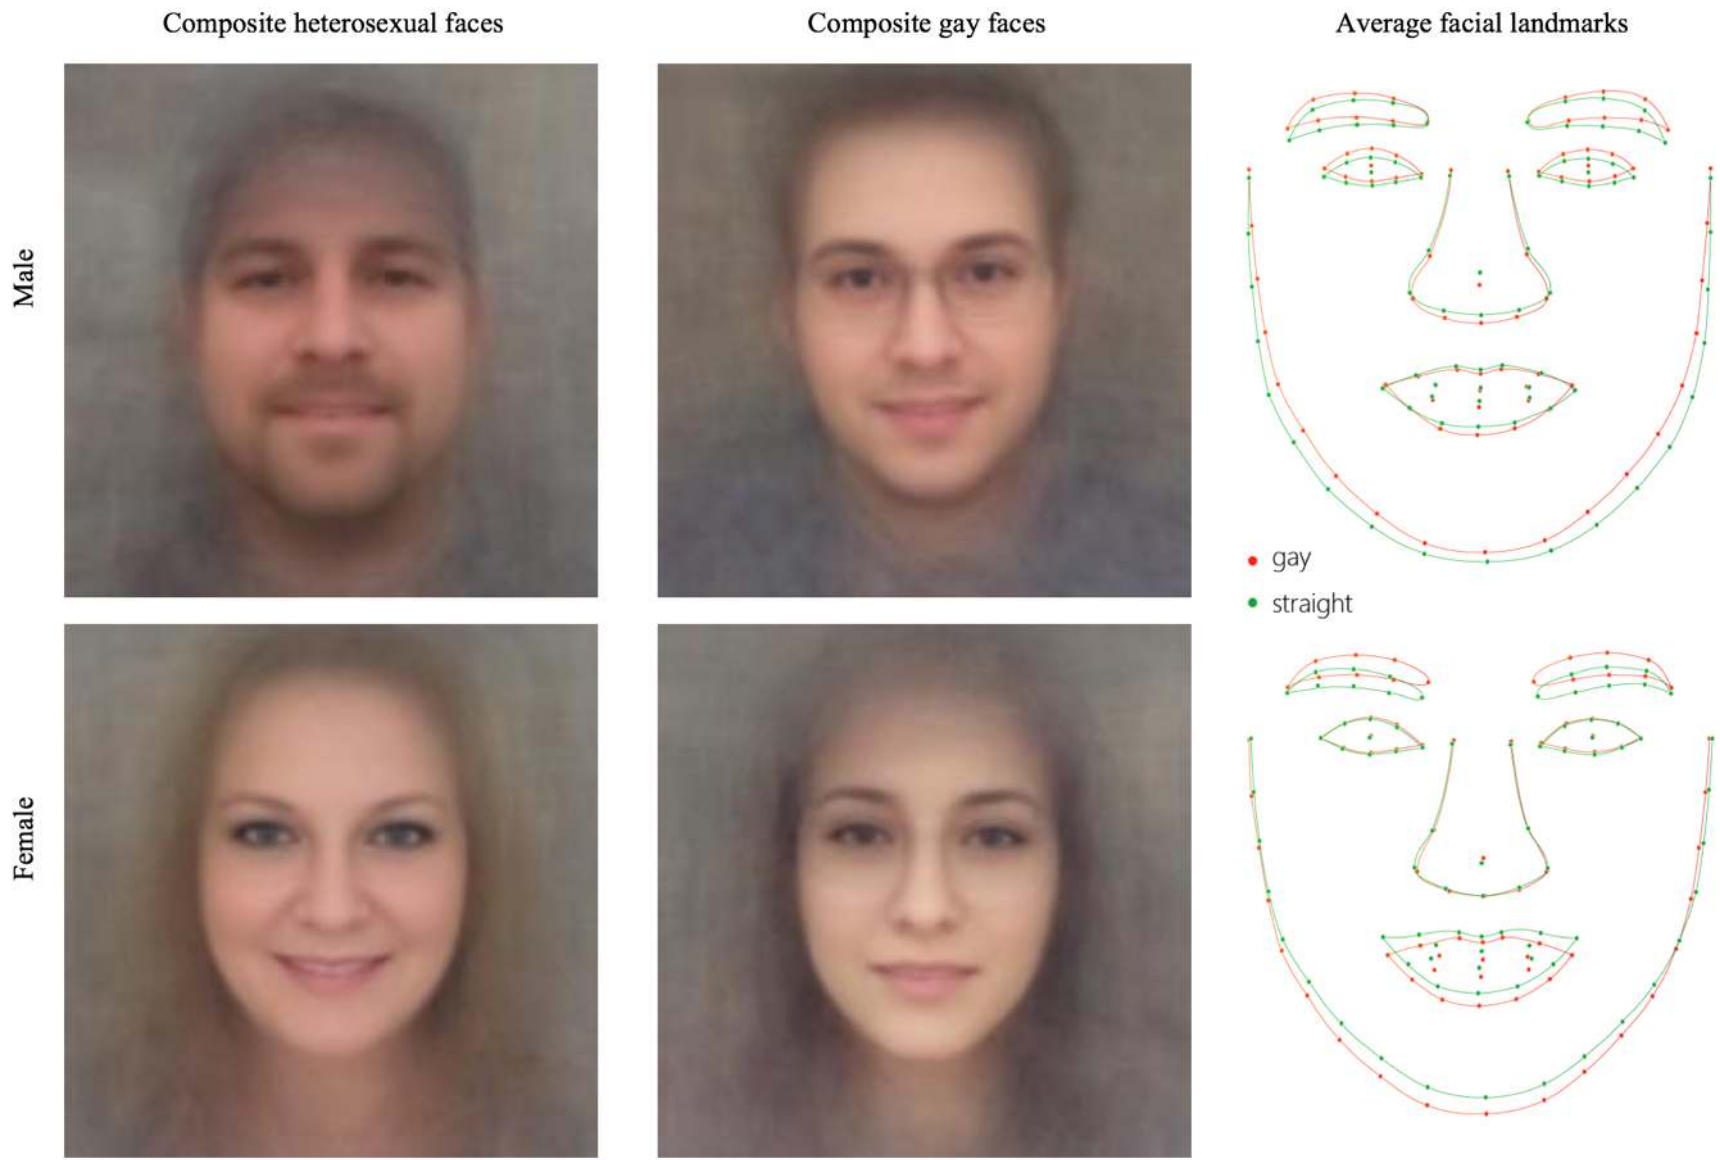 Composite heterosexual faces
Composite gay faces
Average facial landmarks
Male
gay
straight
Female